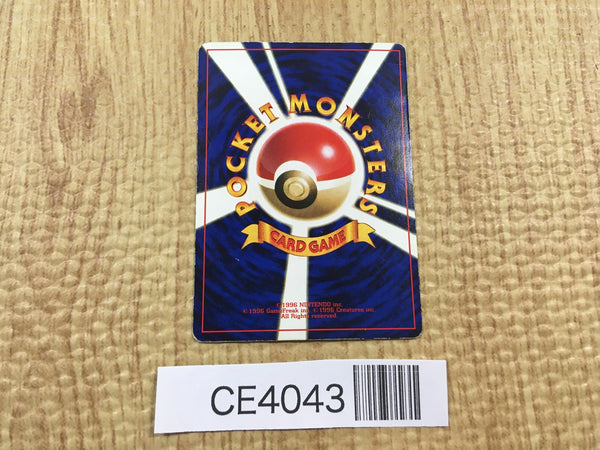 POCKET MONSTERS
CARD GAME
©1996 NINTENDO inc.
©1996 GameFreak inc. ©1996 Creatures inc.
All Rights reserved.
CE4043